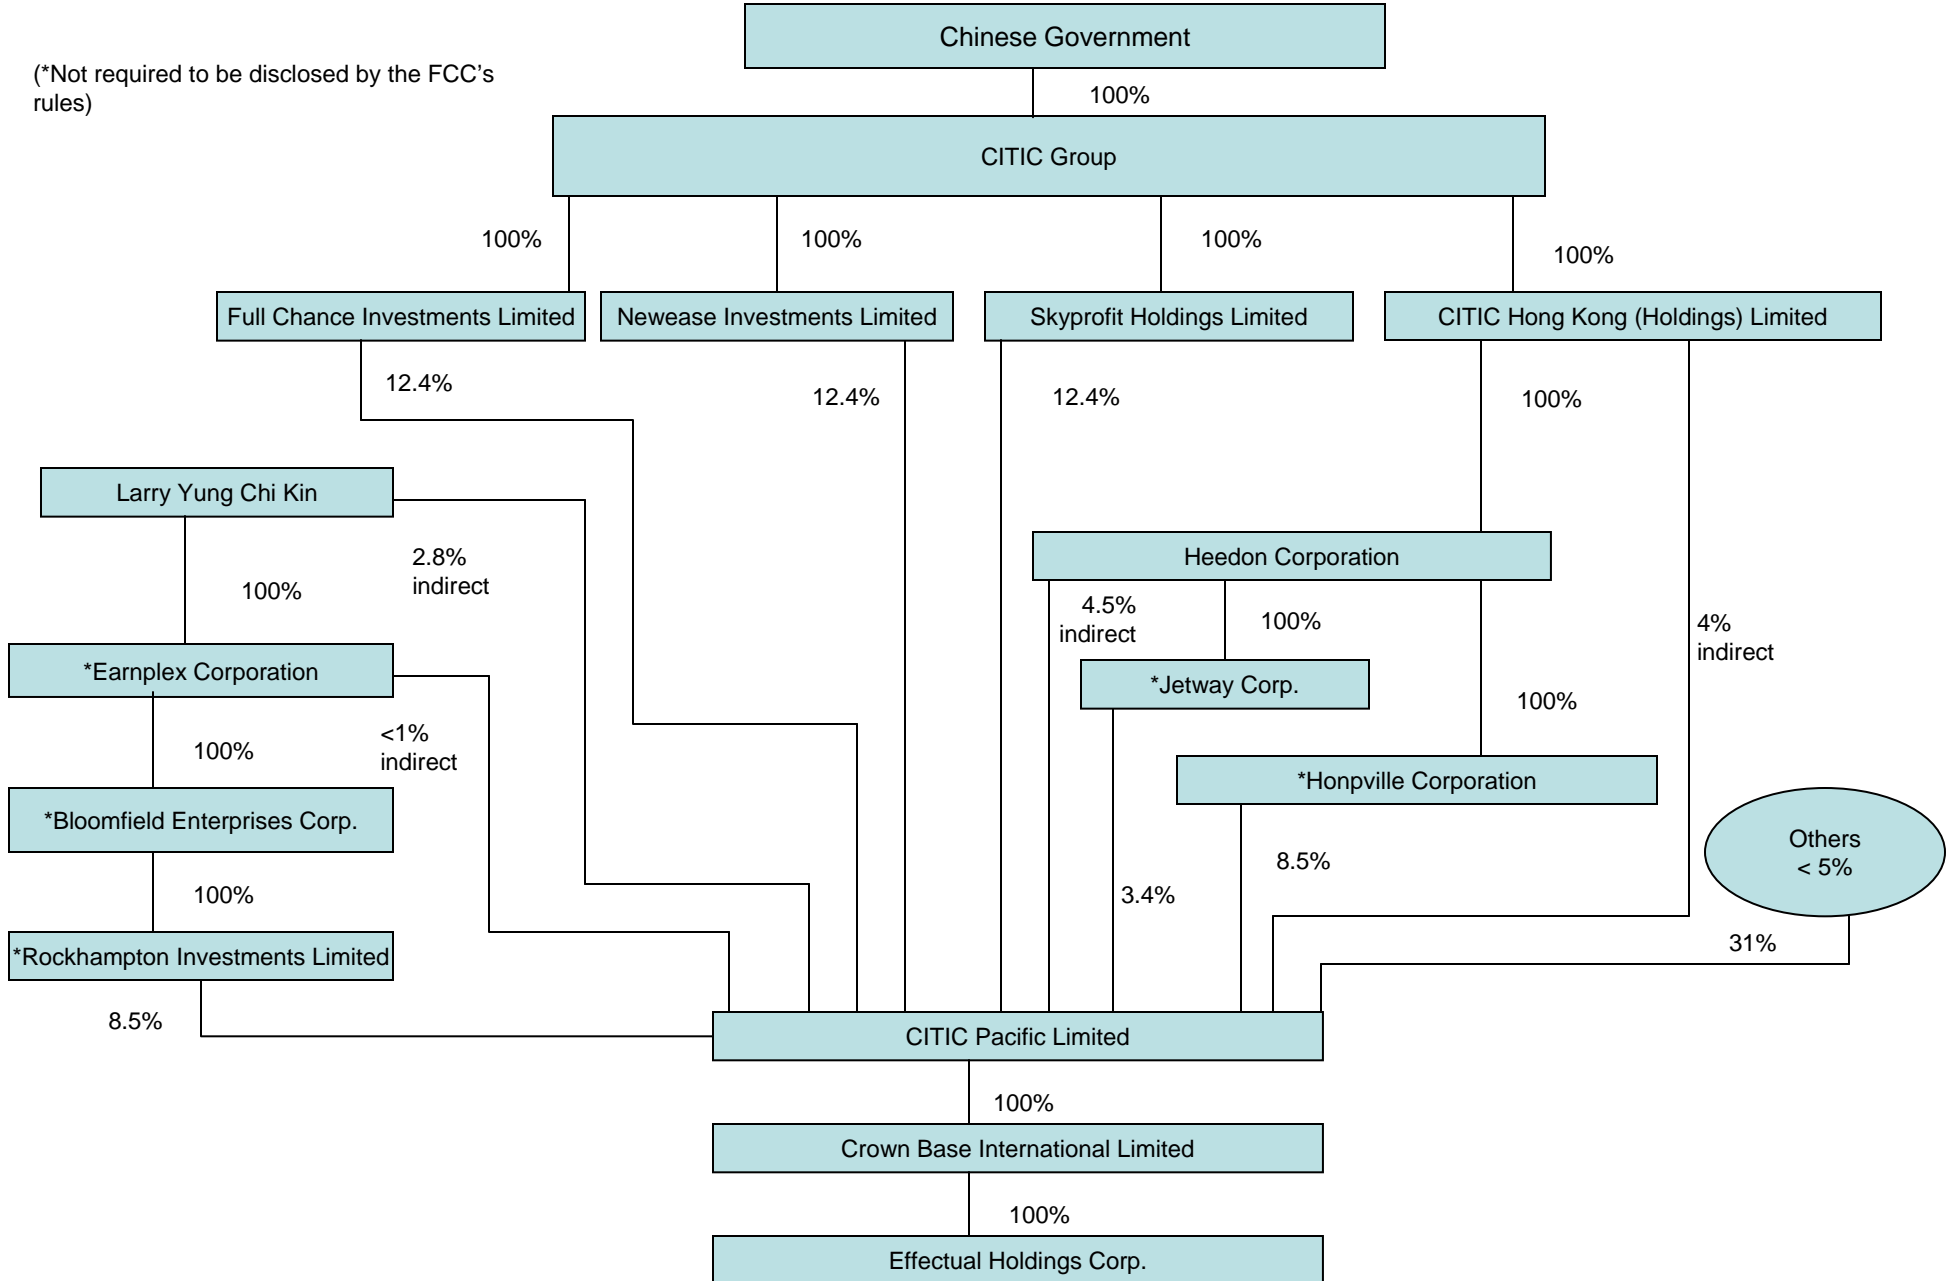 Chinese Government
(*Not required to be disclosed by the FCC's
rules)
100%
CITIC Group
100%
100%
100%
100%
Full Chance Investments Limited
Newease Investments Limited
Skyprofit Holdings Limited
CITIC Hong Kong (Holdings) Limited
12.4%
12.4%
12.4%
100%
Larry Yung Chi Kin
2.8%
indirect
100%
Heedon Corporation
4.5%
indirect
100%
4%
indirect
*Earnplex Corporation
*Jetway Corp.
100%
<1%
indirect
100%
*Honpville Corporation
*Bloomfield Enterprises Corp.
Others
< 5%
8.5%
100%
3.4%
31%
*Rockhampton Investments Limited
8.5%
CITIC Pacific Limited
100%
Crown Base International Limited
100%
Effectual Holdings Corp.